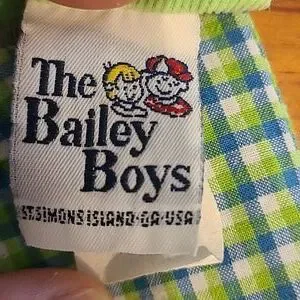 The
Bailey
Boys
ST.SIMONS ISLAND·GA·USA